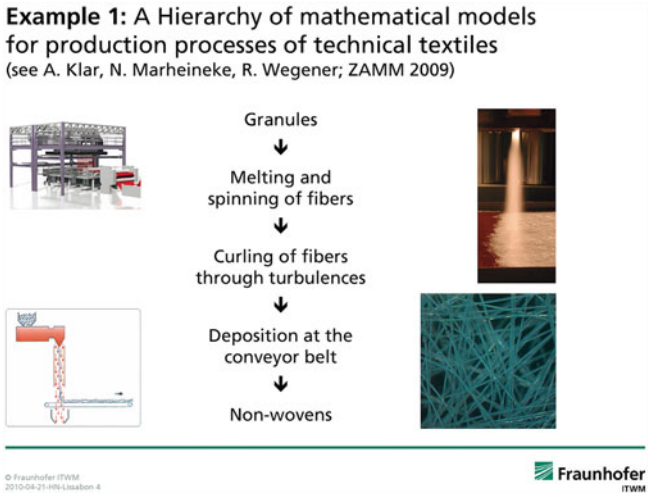 Example 1: A Hierarchy of mathematical models
for production processes of technical textiles
(see A. Klar, N. Marheineke, R. Wegener; ZAMM 2009)
Granules
Melting and
spinning of fibers
Curling of fibers
through turbulences
Deposition at the
conveyor belt
Non-wovens
© Fraunhofer ITWM
2010-04-21-HN-Lissabon 4
Fraunhofer
ITWM